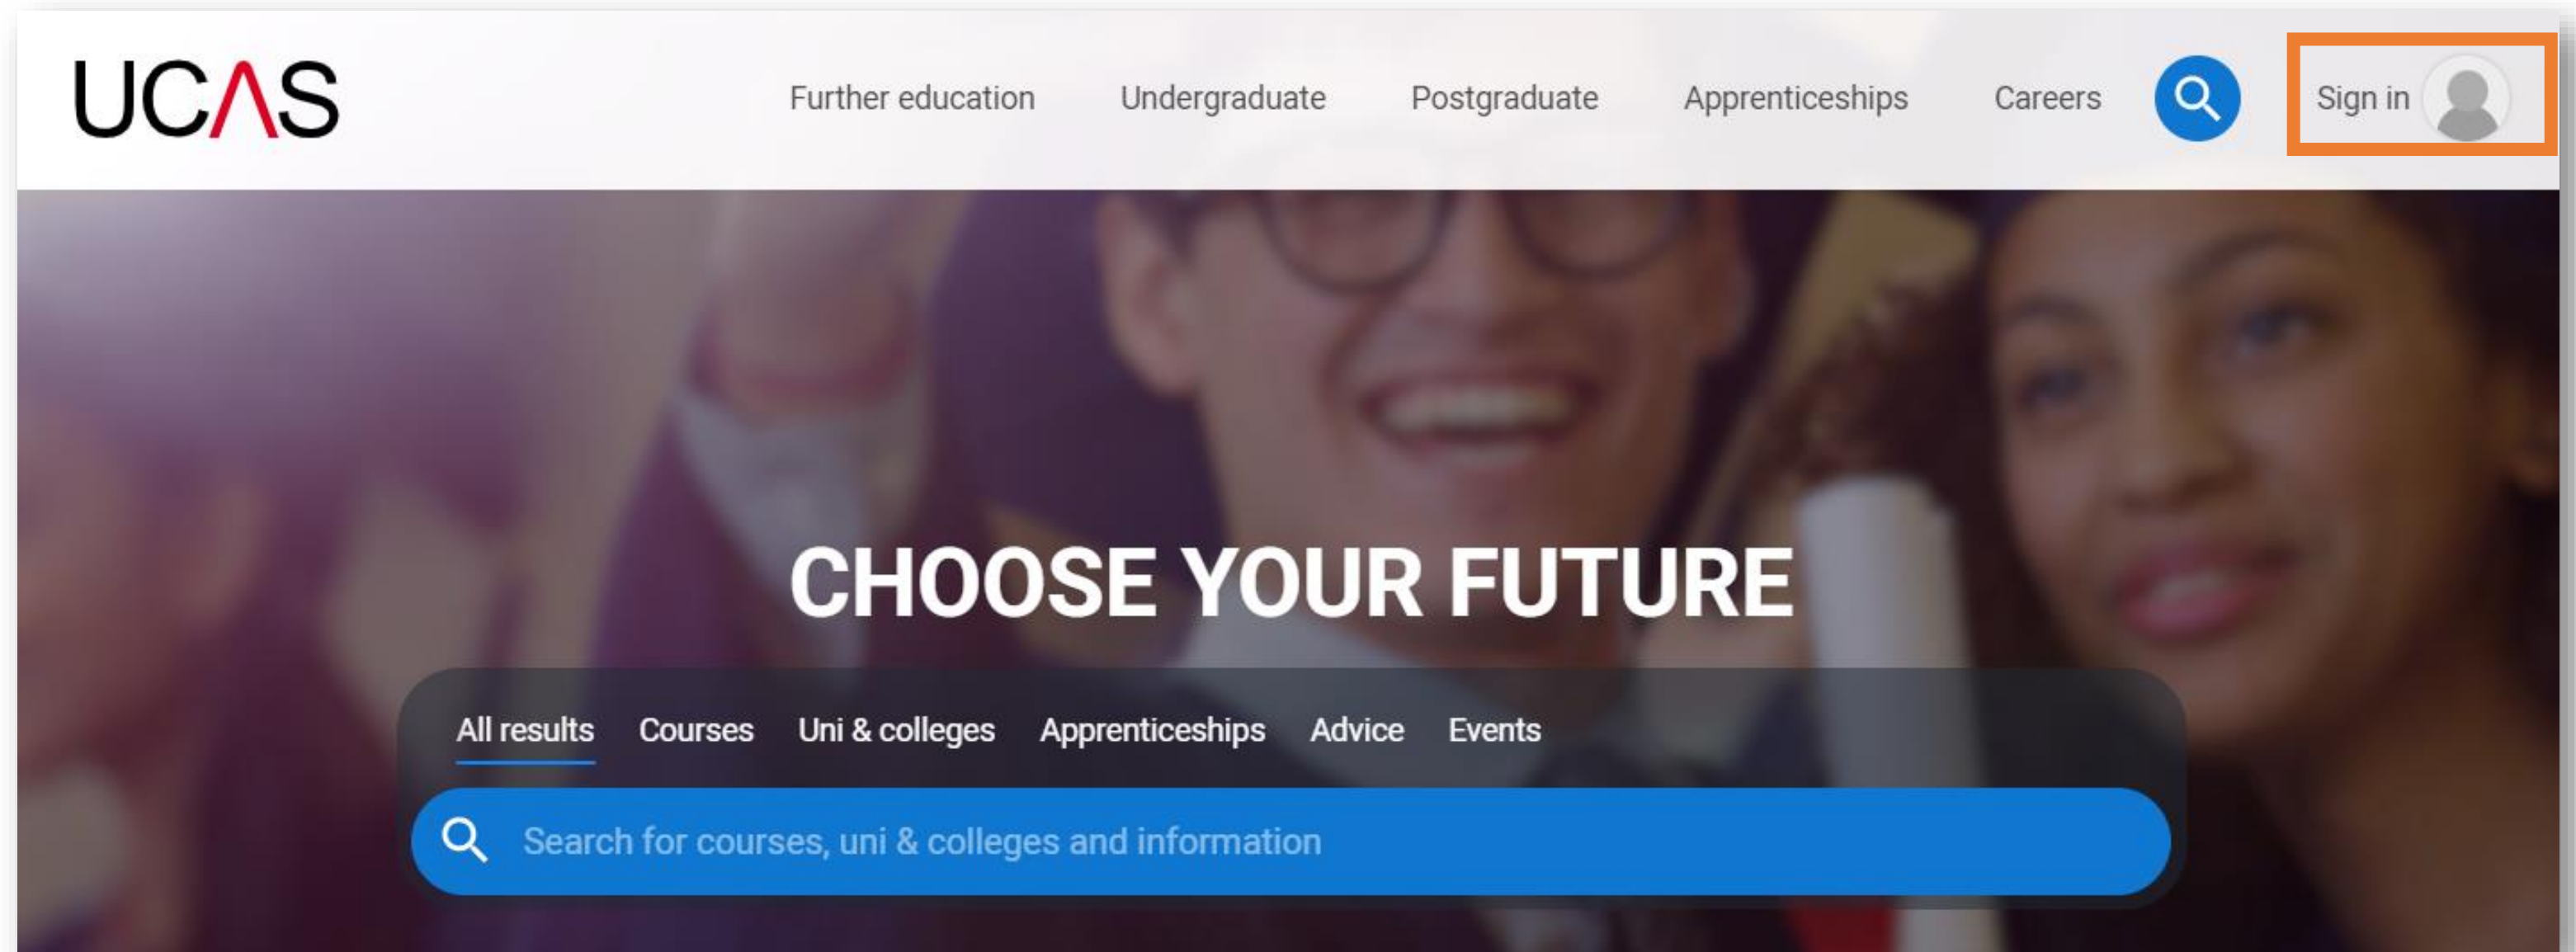 UCAS
Further education Undergraduate Postgraduate Apprenticeships Careers Sign in
CHOOSE YOUR FUTURE
All results Courses Uni & colleges Apprenticeships Advice Events
Search for courses, uni & colleges and information